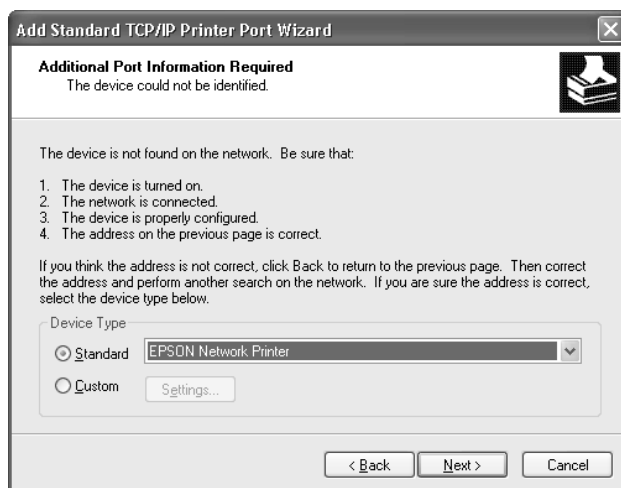 Add Standard TCP/IP Printer Port Wizard
Additional Port Information Required
The device could not be identified.
The device is not found on the network.  Be sure that:
1.  The device is turned on.
2.  The network is connected.
3.  The device is properly configured.
4.  The address on the previous page is correct.
If you think the address is not correct, click Back to return to the previous page.  Then correct
the address and perform another search on the network.  If you are sure the address is correct,
select the device type below.
Device Type
Standard EPSON Network Printer
Custom Settings...
< Back Next > Cancel